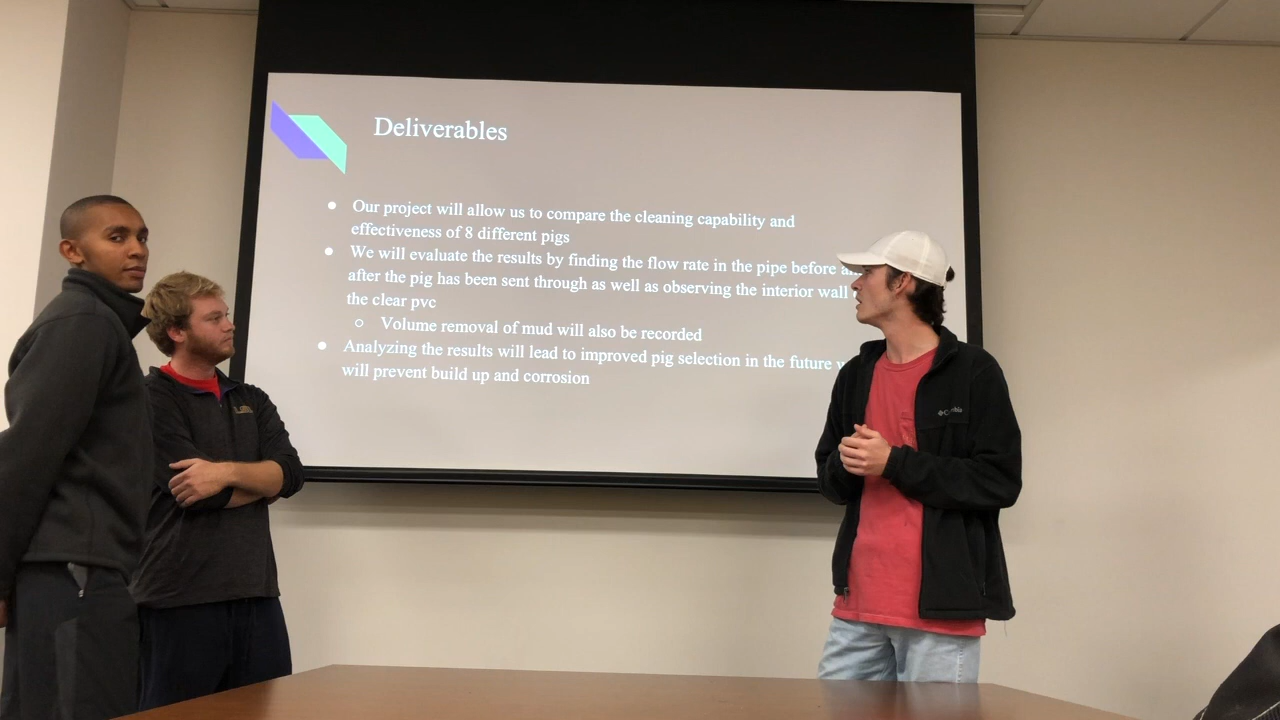 Deliverables
Our project will allow us to compare the cleaning capability and
effectiveness of 8 different pigs
We will evaluate the results by finding the flow rate in the pipe before
after the pig has been sent through as well as observing the interior wall
the clear pvc
Volume removal of mud will also be recorded
Analyzing the results will lead to improved pig selection in the future
will prevent build up and corrosion